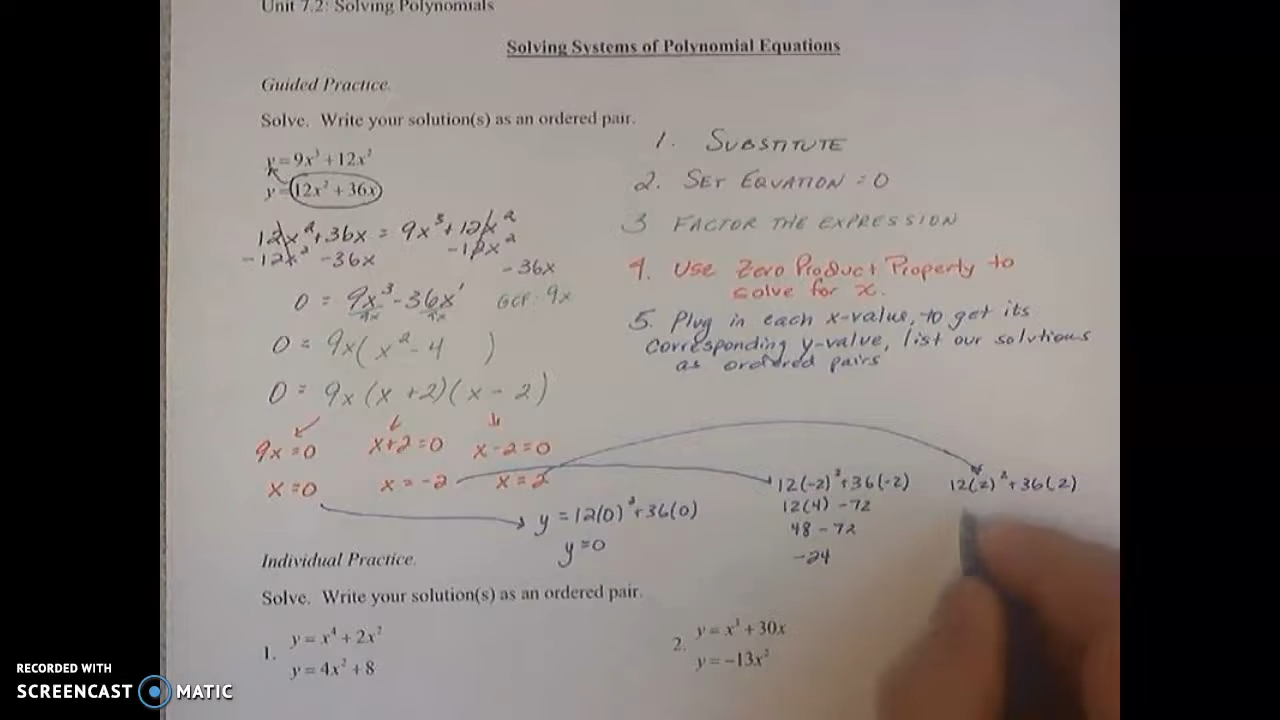 Unit 7.2: Solving Polynomials
Solving Systems of Polynomial Equations
Guided Practice.
Solve. Write your solution(s) as an ordered pair.
y = 9x³ + 12x²
y = 12x² + 36x
12x² + 36x = 9x³ + 12x²
-12x² -36x -12x²
-36x
0 = 9x³ - 36x¹ GCF: 9x
9x 9x
0 = 9x(x² - 4 )
0 = 9x(x + 2)(x - 2)
9x = 0 x+2 = 0 x - 2 = 0
x = 0 x = -2 x = 2
1. SUBSTITUTE
2. SET EQUATION = 0
3 FACTOR THE EXPRESSION
4. Use Zero Product Property to
solve for x.
5. Plug in each x-value, to get its
corresponding y-value, list our solutions
as ordered pairs
y = 12(0)² + 36(0)
y = 0
12(-2)² + 36(-2)
12(4) - 72
48 - 72
-24
12(2)² + 36(2)
Individual Practice.
Solve. Write your solution(s) as an ordered pair.
1. y = x⁴ + 2x²
y = 4x² + 8
2. y = x³ + 30x
y = -13x²
RECORDED WITH
SCREENCAST MATIC